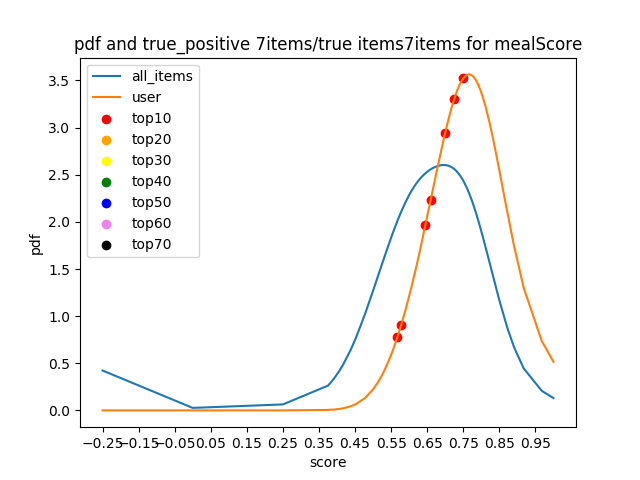 pdf and true_positive 7items/true items7items for mealScore
all_items
user
top10
top20
top30
top40
top50
top60
top70
3.5
3.0
2.5
2.0
1.5
1.0
0.5
0.0
pdf
−0.25 −0.15 −0.05 0.05 0.15 0.25 0.35 0.45 0.55 0.65 0.75 0.85 0.95
score